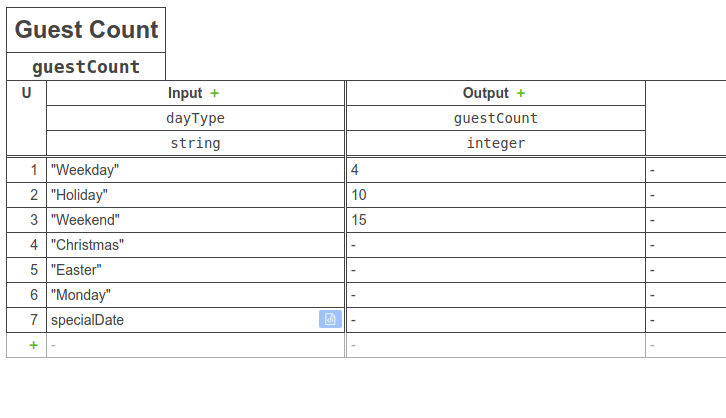 Guest Count
guestCount
U Input + Output +
dayType guestCount
string integer
1 "Weekday" 4 -
2 "Holiday" 10 -
3 "Weekend" 15 -
4 "Christmas" - -
5 "Easter" - -
6 "Monday" - -
7 specialDate - -
+ - - -